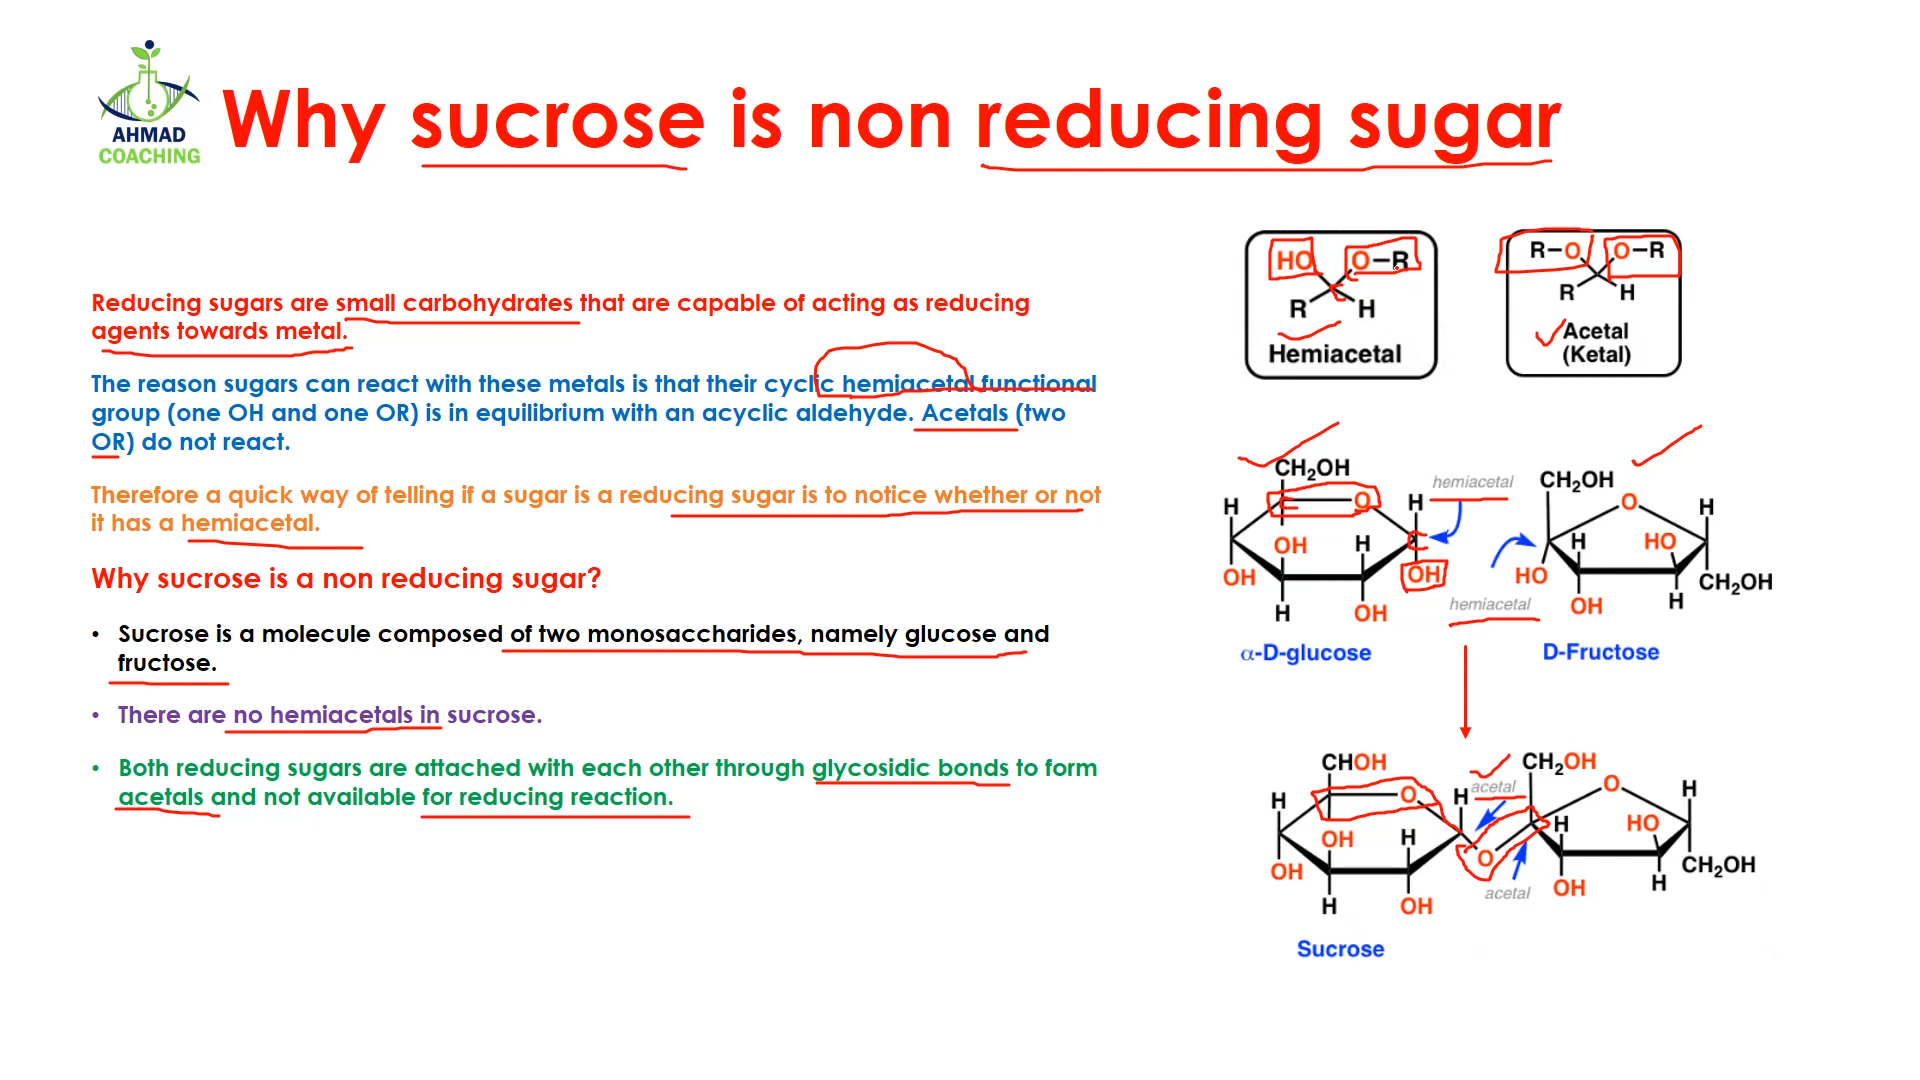 AHMAD
COACHING
Why sucrose is non reducing sugar
Reducing sugars are small carbohydrates that are capable of acting as reducing
agents towards metal.
The reason sugars can react with these metals is that their cyclic hemiacetal functional
group (one OH and one OR) is in equilibrium with an acyclic aldehyde. Acetals (two
OR) do not react.
Therefore a quick way of telling if a sugar is a reducing sugar is to notice whether or not
it has a hemiacetal.
Why sucrose is a non reducing sugar?
• Sucrose is a molecule composed of two monosaccharides, namely glucose and
fructose.
• There are no hemiacetals in sucrose.
• Both reducing sugars are attached with each other through glycosidic bonds to form
acetals and not available for reducing reaction.
HO O–R
R H
Hemiacetal
R–O O–R
R H
Acetal
(Ketal)
CH2OH
H O H
OH H
OH OH
H OH
α-D-glucose
hemiacetal
hemiacetal
CH2OH
O H
H HO
HO CH2OH
OH H
D-Fructose
CHOH
H O H
OH H
OH
H OH
acetal
O
acetal
CH2OH
O H
H HO
CH2OH
OH H
Sucrose